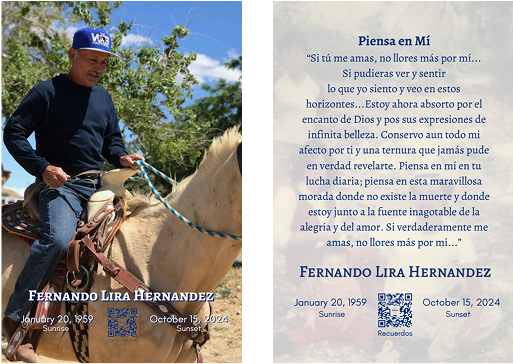 Fernando Lira Hernandez
January 20, 1959
Sunrise
October 15, 2024
Sunset
Piensa en Mí
“Si tú me amas, no llores más por mí...
Si pudieras ver y sentir
lo que yo siento y veo en estos
horizontes...Estoy ahora absorto por el
encanto de Dios y pos sus expresiones de
infinita belleza. Conservo aun todo mi
afecto por ti y una ternura que jamás pude
en verdad revelarte. Piensa en mí en tu
lucha diaria; piensa en esta maravillosa
morada donde no existe la muerte y donde
estoy junto a la fuente inagotable de la
alegría y del amor. Si verdaderamente me
amas, no llores más por mí...”
Fernando Lira Hernandez
January 20, 1959
Sunrise
October 15, 2024
Sunset
Recuerdos